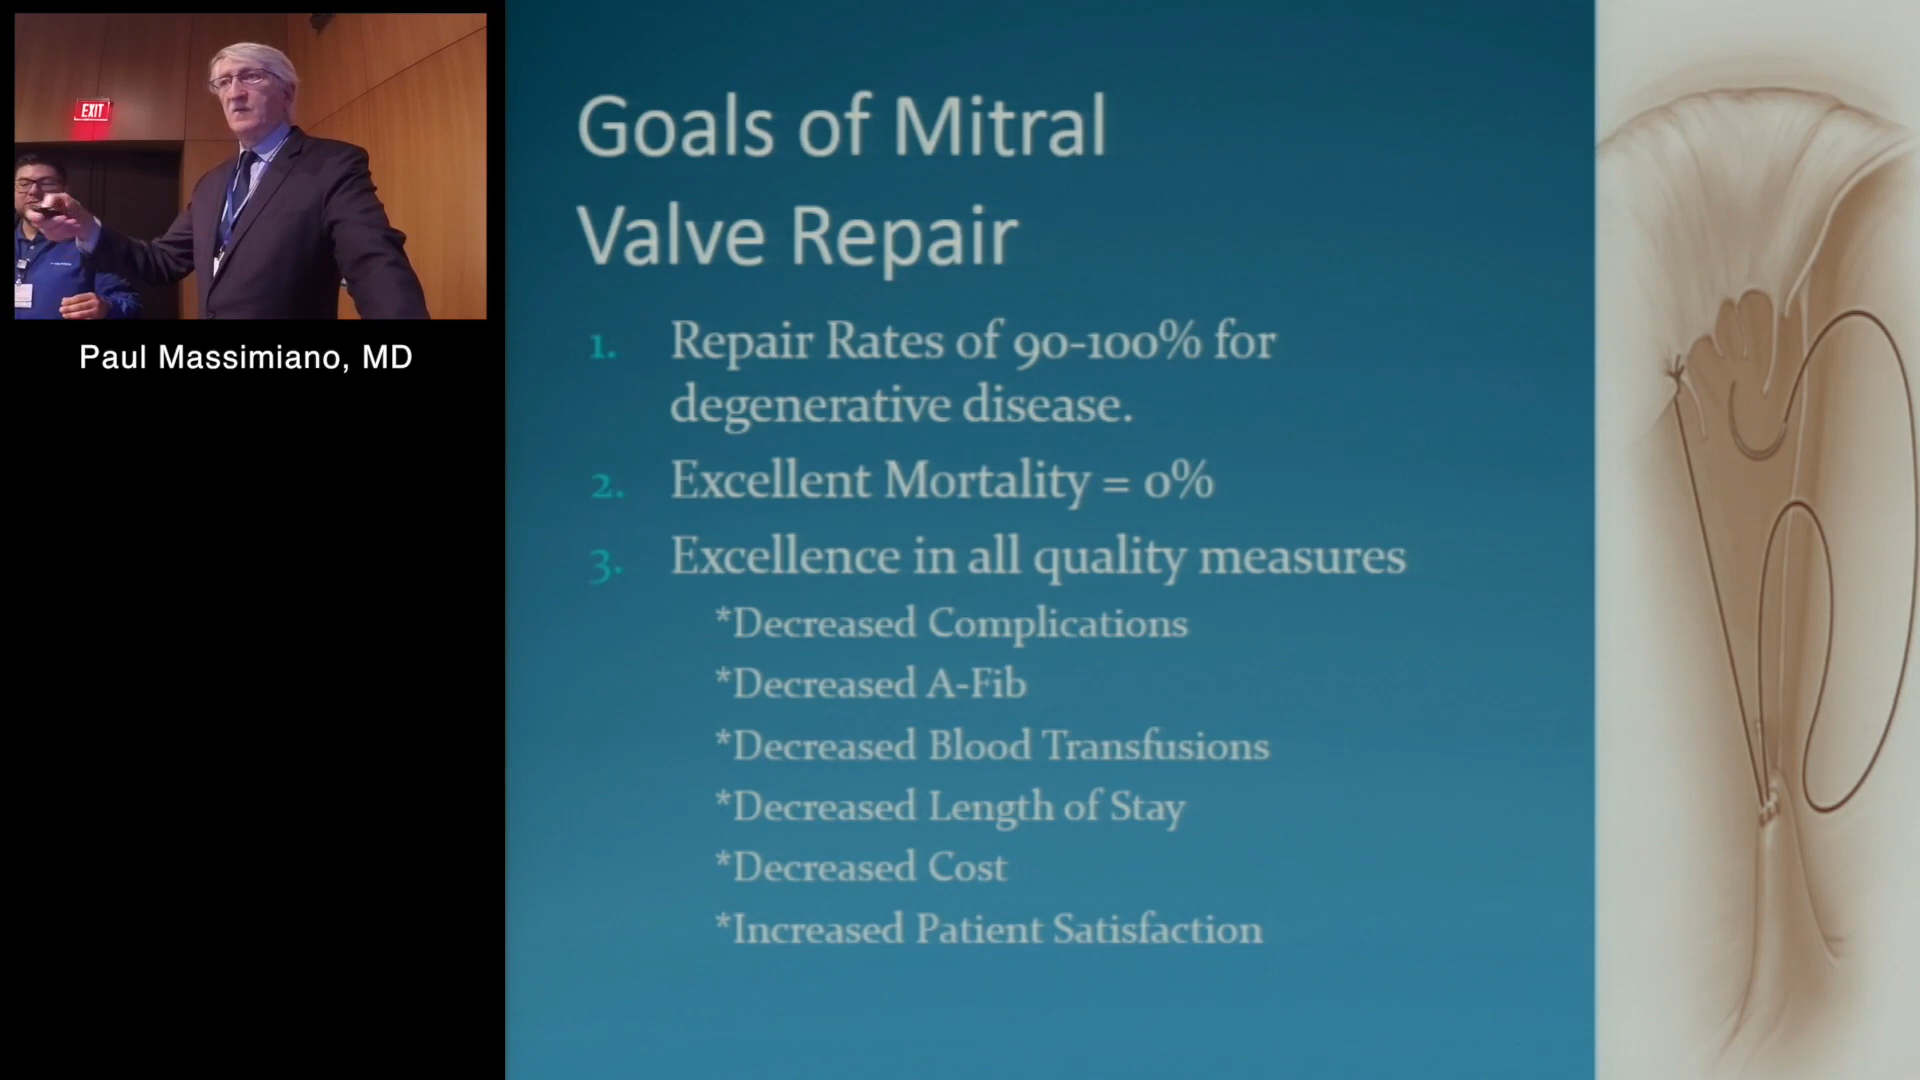 EXIT
Paul Massimiano, MD
Goals of Mitral
Valve Repair
1. Repair Rates of 90-100% for
degenerative disease.
2. Excellent Mortality = 0%
3. Excellence in all quality measures
*Decreased Complications
*Decreased A-Fib
*Decreased Blood Transfusions
*Decreased Length of Stay
*Decreased Cost
*Increased Patient Satisfaction